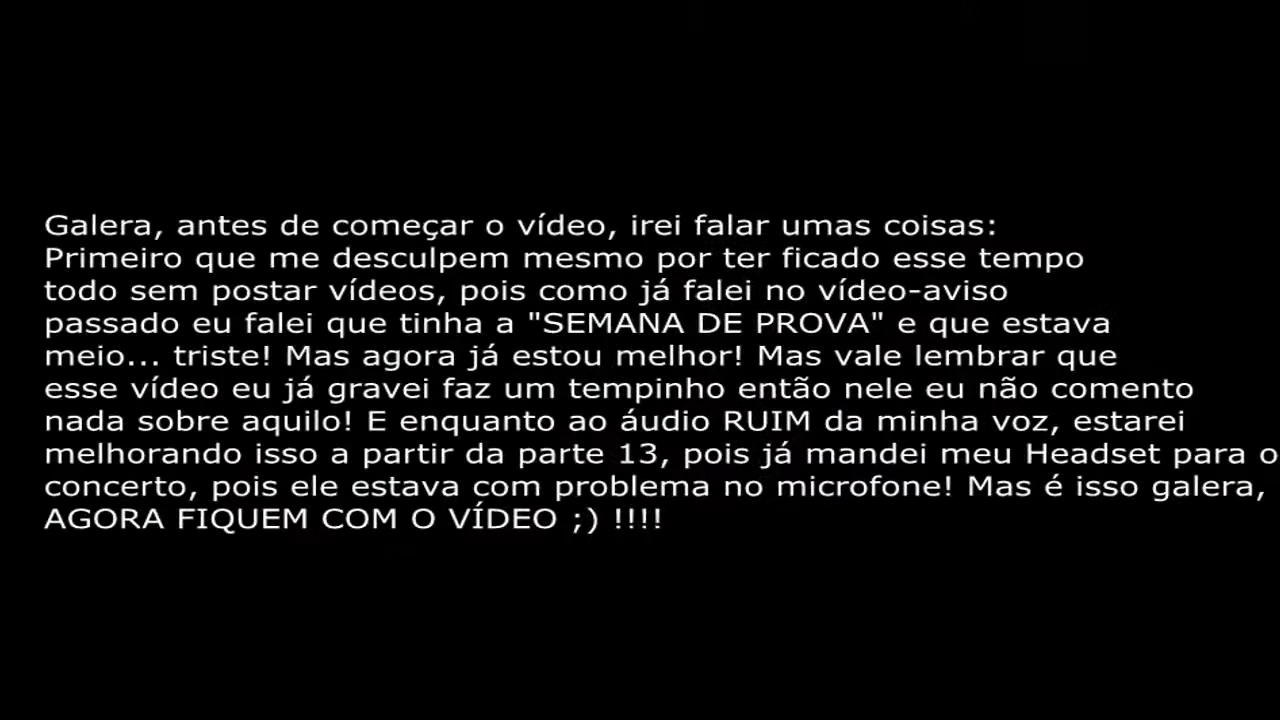 Galera, antes de começar o vídeo, irei falar umas coisas:
Primeiro que me desculpem mesmo por ter ficado esse tempo
todo sem postar vídeos, pois como já falei no vídeo-aviso
passado eu falei que tinha a "SEMANA DE PROVA" e que estava
meio... triste! Mas agora já estou melhor! Mas vale lembrar que
esse vídeo eu já gravei faz um tempinho então nele eu não comento
nada sobre aquilo! E enquanto ao áudio RUIM da minha voz, estarei
melhorando isso a partir da parte 13, pois já mandei meu Headset para o
concerto, pois ele estava com problema no microfone! Mas é isso galera,
AGORA FIQUEM COM O VÍDEO ;) !!!!